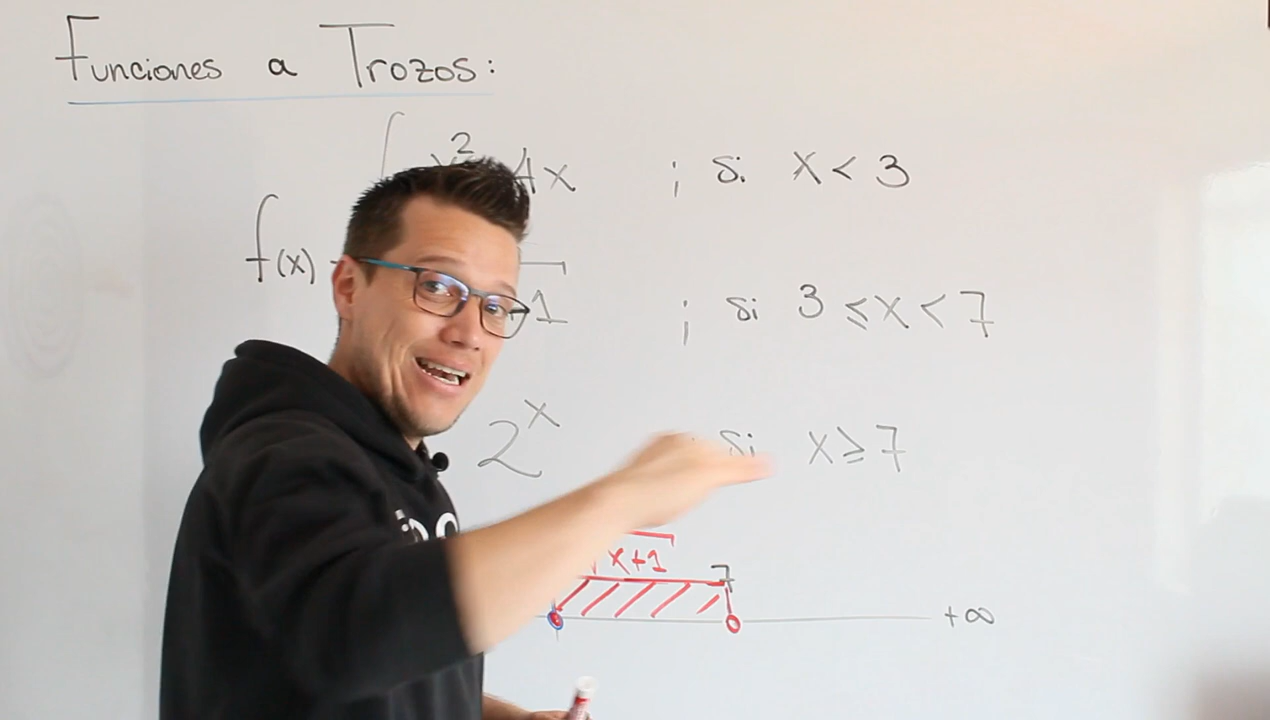 Funciones a Trozos:
x² 4x ; si x < 3
f(x)
1 ; si 3 ≤ x < 7
2^x ; si x ≥ 7
√x+1
7
+∞